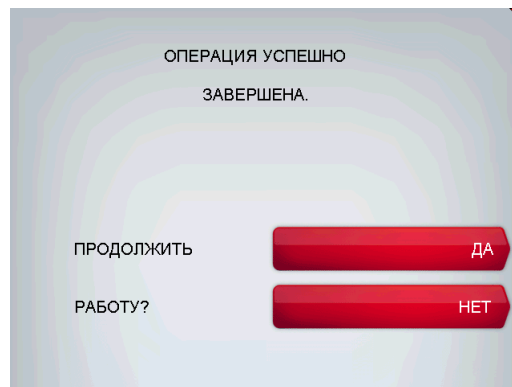 ОПЕРАЦИЯ УСПЕШНО
ЗАВЕРШЕНА.
ПРОДОЛЖИТЬ
ДА
РАБОТУ?
НЕТ